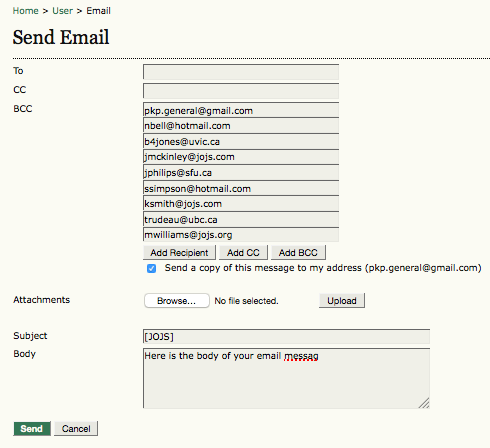 Home > User > Email
Send Email
To
CC
BCC
pkp.general@gmail.com
nbell@hotmail.com
b4jones@uvic.ca
jmckinley@jojs.com
jphilips@sfu.ca
ssimpson@hotmail.com
ksmith@jojs.com
trudeau@ubc.ca
mwilliams@jojs.org
Add Recipient Add CC Add BCC
Send a copy of this message to my address (pkp.general@gmail.com)
Attachments Browse... No file selected. Upload
Subject [JOJS]
Body Here is the body of your email messag
Send Cancel